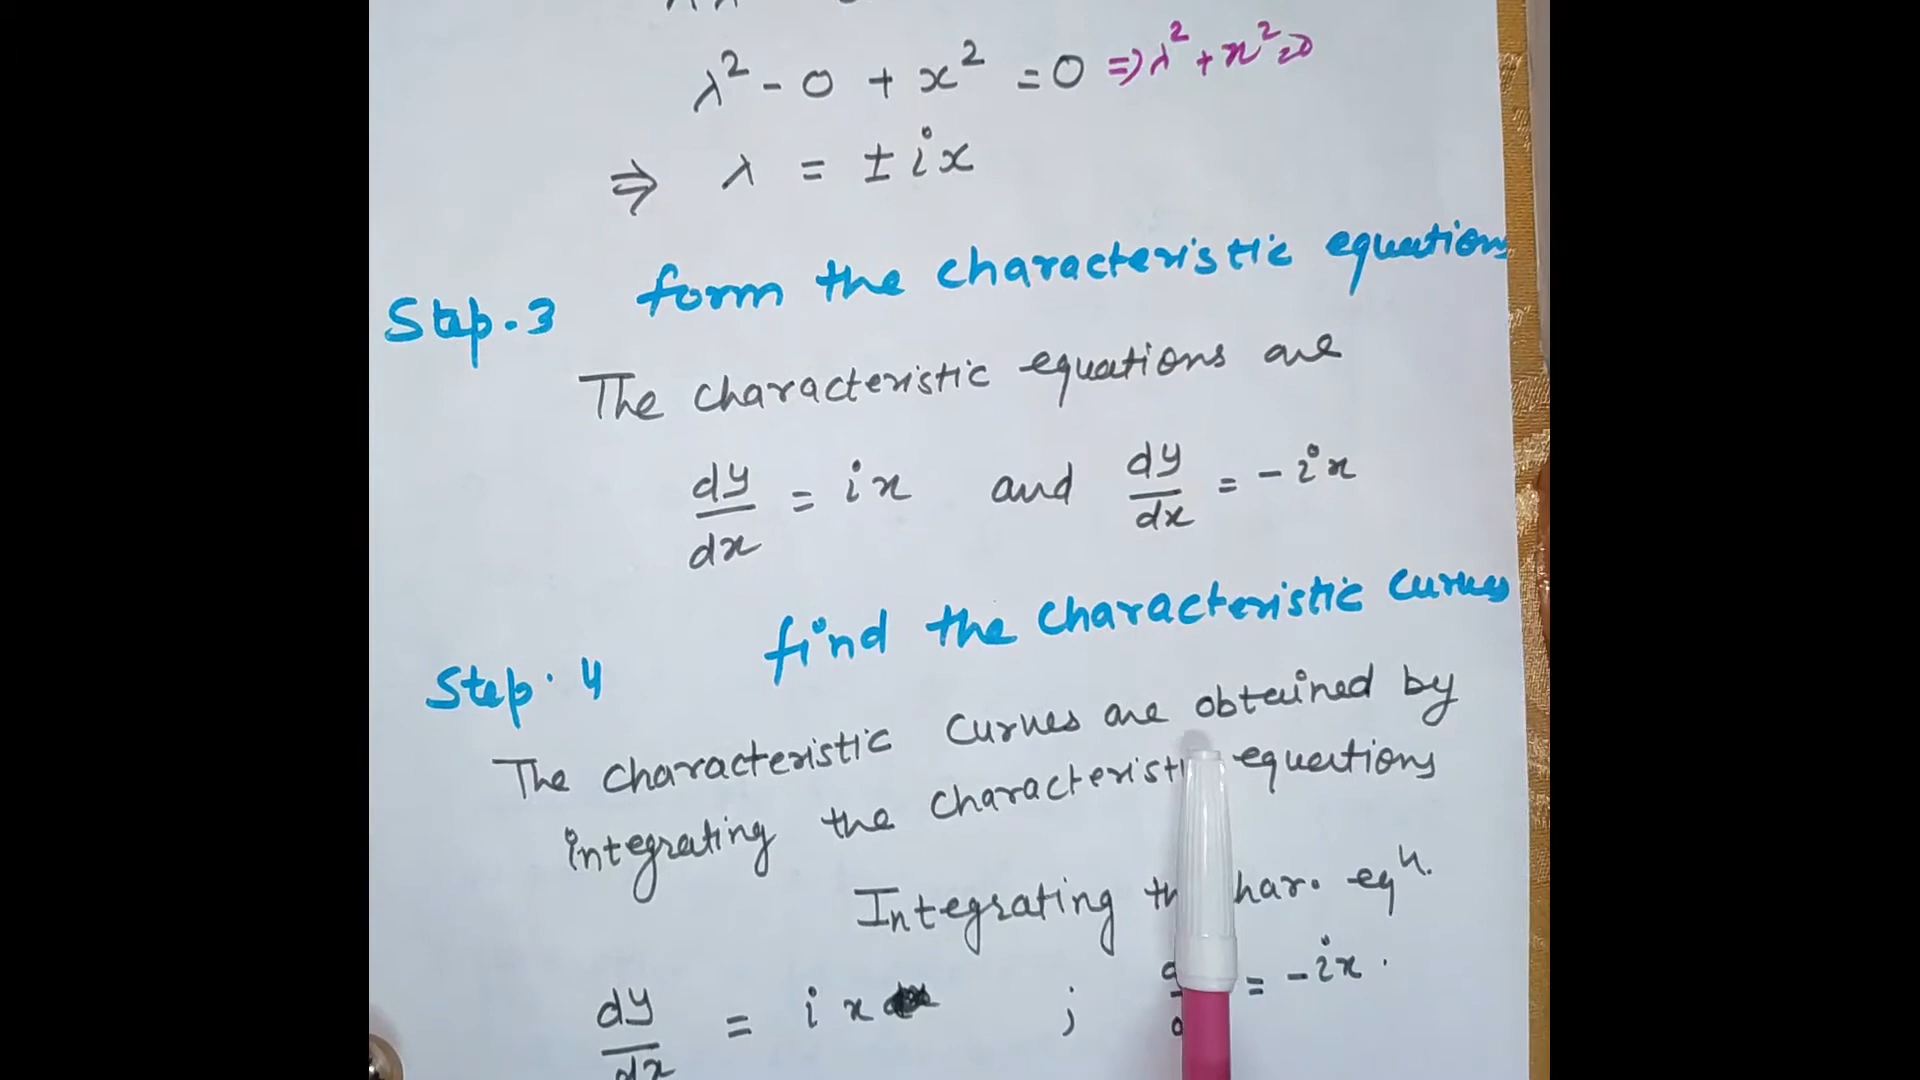 λ² - 0 + x² = 0 ⇒ λ² + x² = 0
⇒ λ = ± ix
Step.3 form the characteristic equations
The characteristic equations are
dy/dx = ix and dy/dx = -ix
Step.4 find the characteristic curves
The characteristic curves are obtained by
integrating the characteristic equations
Integrating the char. eqn.
dy/dx = ix ; = -ix.